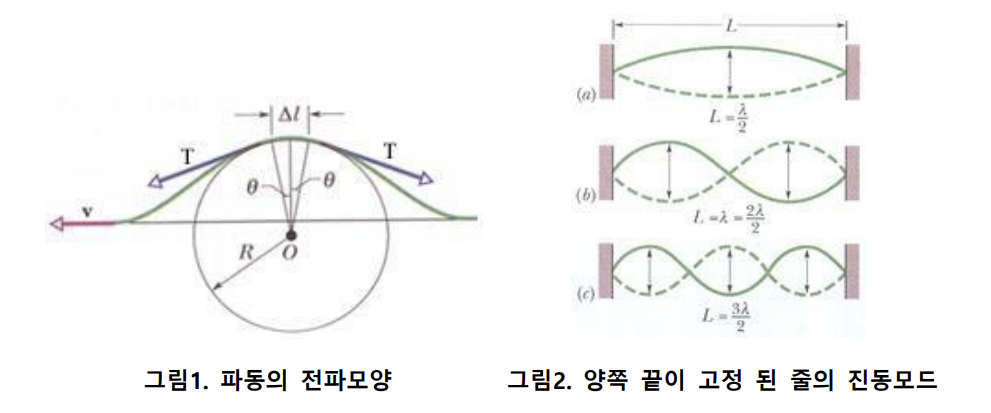 Δl
T
T
θ
θ
v
R
O
그림1. 파동의 전파모양
L
(a)
L = λ/2
(b)
L = λ = 2λ/2
(c)
L = 3λ/2
그림2. 양쪽 끝이 고정 된 줄의 진동모드